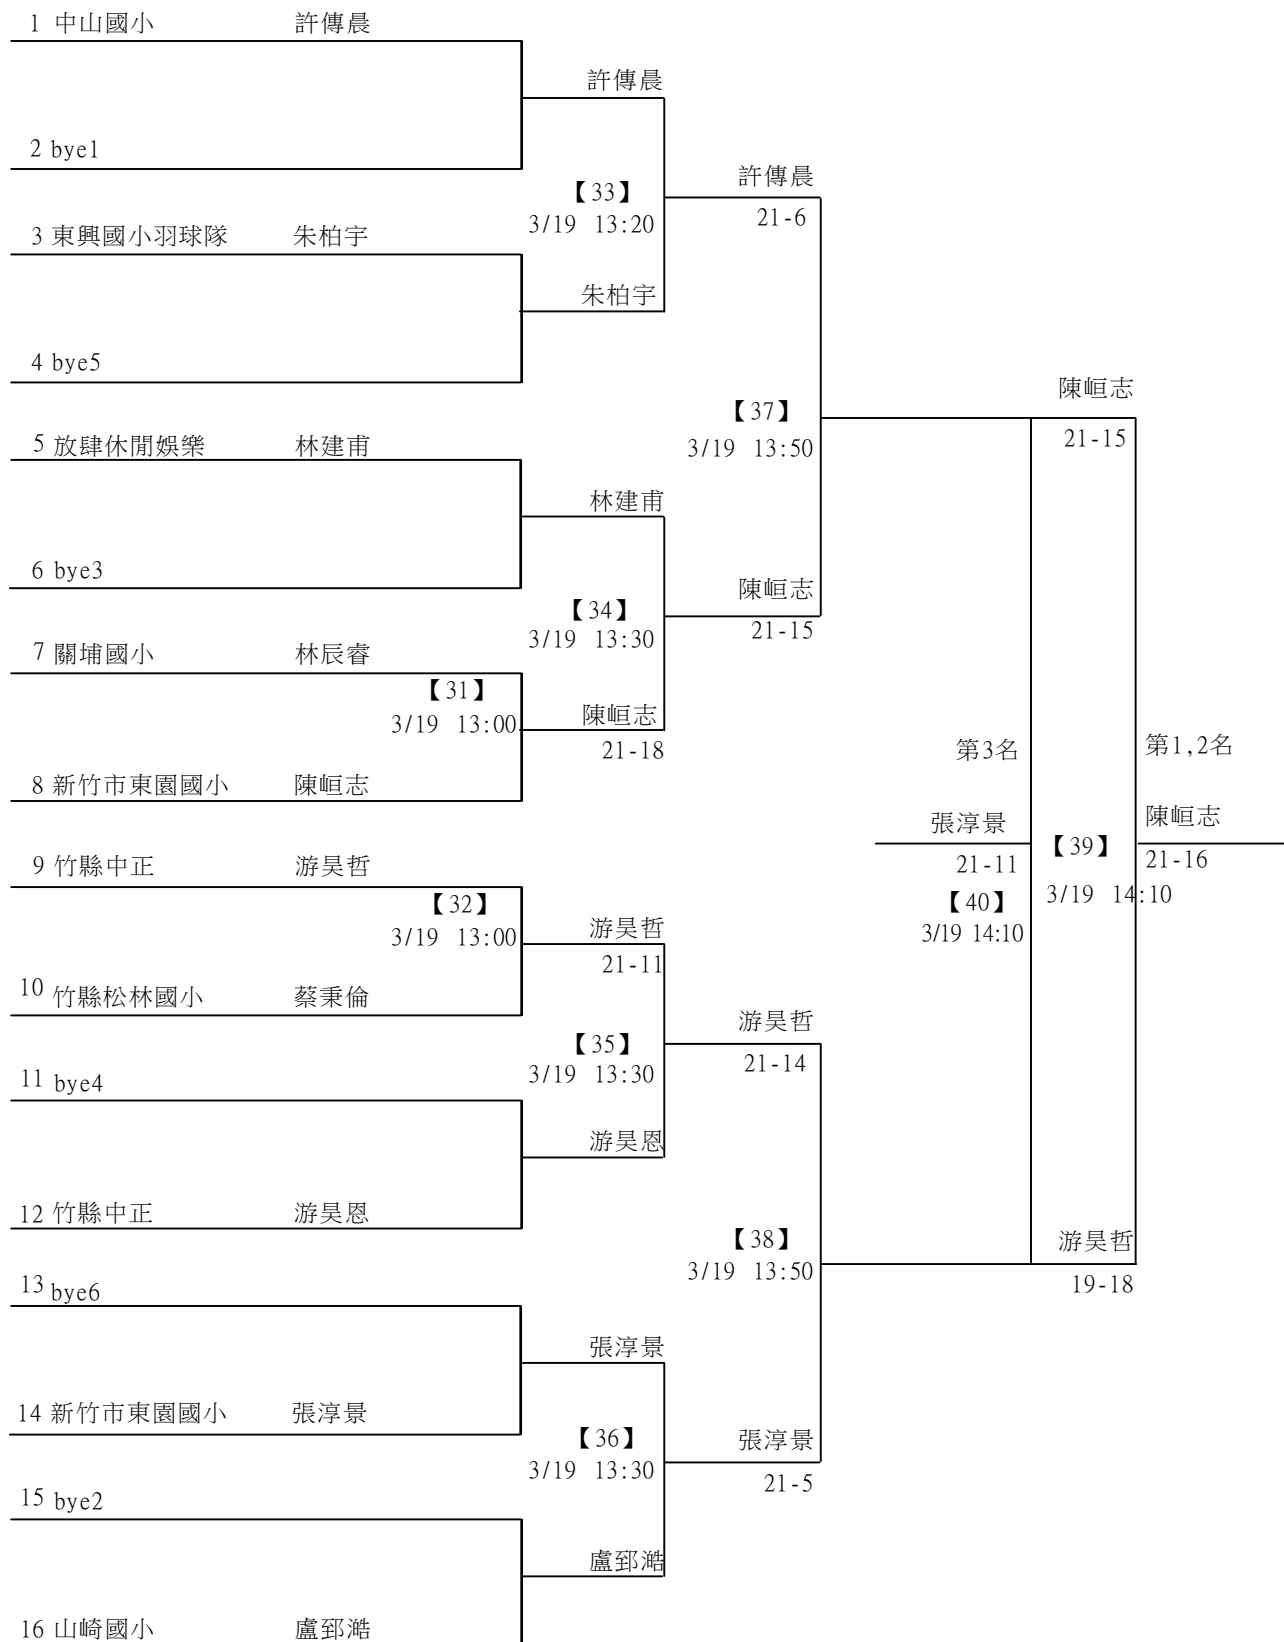 1 中山國小 許傳晨
許傳晨
2 bye1
許傳晨
【33】
21-6
3/19 13:20
3 東興國小羽球隊 朱柏宇
朱柏宇
4 bye5
陳峘志
【37】
21-15
3/19 13:50
5 放肆休閒娛樂 林建甫
林建甫
6 bye3
陳峘志
【34】
21-15
3/19 13:30
7 關埔國小 林辰睿
【31】
3/19 13:00
陳峘志
21-18
第3名
第1,2名
8 新竹市東園國小 陳峘志
張淳景
陳峘志
【39】
21-11
21-16
9 竹縣中正 游昊哲
3/19 14:10
【32】
【40】
3/19 13:00
3/19 14:10
游昊哲
21-11
10 竹縣松林國小 蔡秉倫
游昊哲
【35】
21-14
3/19 13:30
11 bye4
游昊恩
12 竹縣中正 游昊恩
【38】
游昊哲
3/19 13:50
19-18
13 bye6
張淳景
14 新竹市東園國小 張淳景
【36】
張淳景
3/19 13:30
21-5
15 bye2
盧郅澔
16 山崎國小 盧郅澔